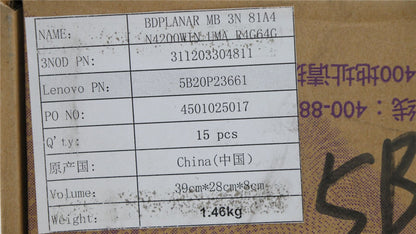 NAME: BDPLANAR MB 3N 81A4
N4200WIN UMA R4G64G
3NOD PN: 311203304811
Lenovo PN: 5B20P23661
PO NO: 4501025017
Q'ty: 15 pcs
原产国: China(中国)
Volume: 39cm*28cm*8cm
Weight: 1.46kg
400地址请
线：400-88
5B